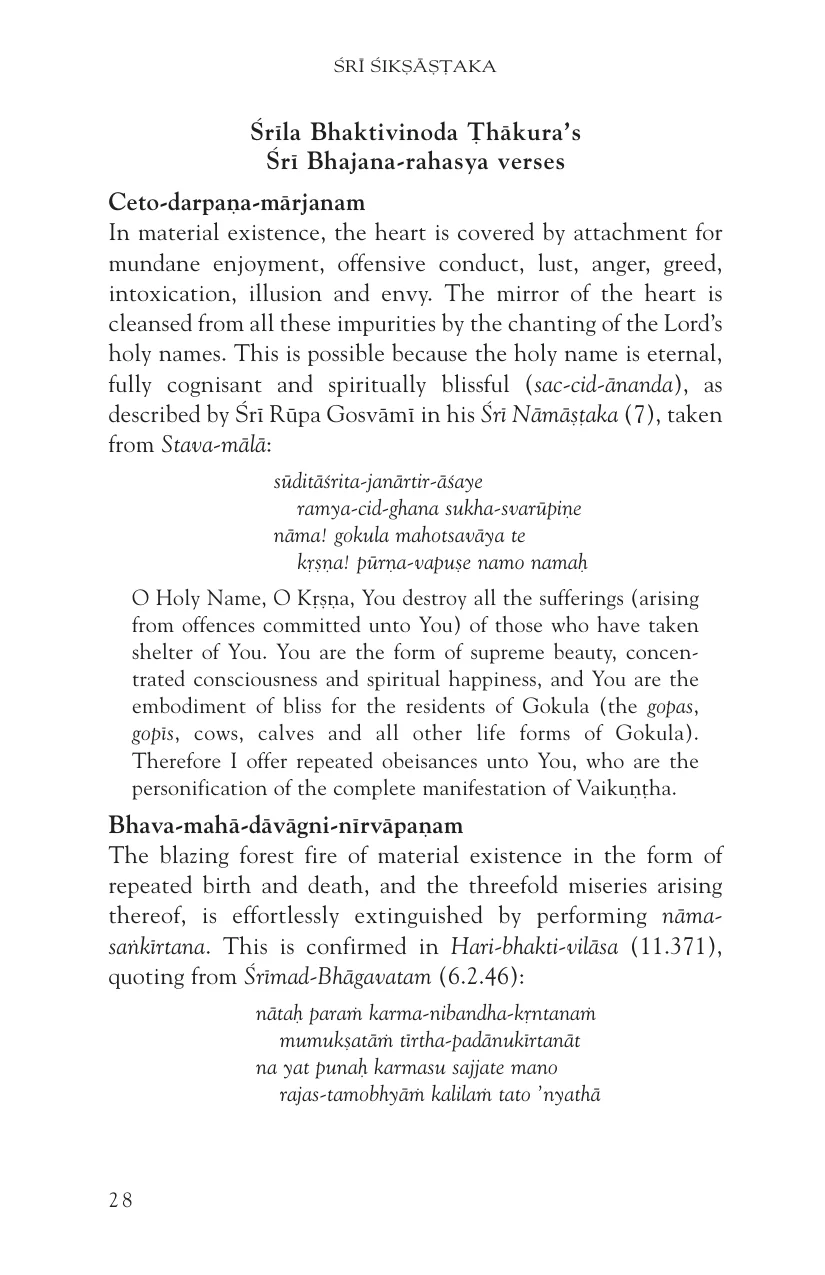 ŚRĪ ŚIKṢĀṢṬAKA
Śrīla Bhaktivinoda Ṭhākura’s
Śrī Bhajana-rahasya verses
Ceto-darpaṇa-mārjanam
In material existence, the heart is covered by attachment for
mundane enjoyment, offensive conduct, lust, anger, greed,
intoxication, illusion and envy. The mirror of the heart is
cleansed from all these impurities by the chanting of the Lord’s
holy names. This is possible because the holy name is eternal,
fully cognisant and spiritually blissful (sac-cid-ānanda), as
described by Śrī Rūpa Gosvāmī in his Śrī Nāmāṣṭaka (7), taken
from Stava-mālā:
sūditāśrita-janārtir-āśaye
ramya-cid-ghana sukha-svarūpiṇe
nāma! gokula mahotsavāya te
kṛṣṇa! pūrṇa-vapuṣe namo namaḥ
O Holy Name, O Kṛṣṇa, You destroy all the sufferings (arising
from offences committed unto You) of those who have taken
shelter of You. You are the form of supreme beauty, concen-
trated consciousness and spiritual happiness, and You are the
embodiment of bliss for the residents of Gokula (the gopas,
gopīs, cows, calves and all other life forms of Gokula).
Therefore I offer repeated obeisances unto You, who are the
personification of the complete manifestation of Vaikuṇṭha.
Bhava-mahā-dāvāgni-nīrvāpaṇam
The blazing forest fire of material existence in the form of
repeated birth and death, and the threefold miseries arising
thereof, is effortlessly extinguished by performing nāma-
saṅkīrtana. This is confirmed in Hari-bhakti-vilāsa (11.371),
quoting from Śrīmad-Bhāgavatam (6.2.46):
nātaḥ paraṁ karma-nibandha-kṛntanaṁ
mumukṣatāṁ tīrtha-padānukīrtanāt
na yat punaḥ karmasu sajjate mano
rajas-tamobhyāṁ kalilaṁ tato ’nyathā
28